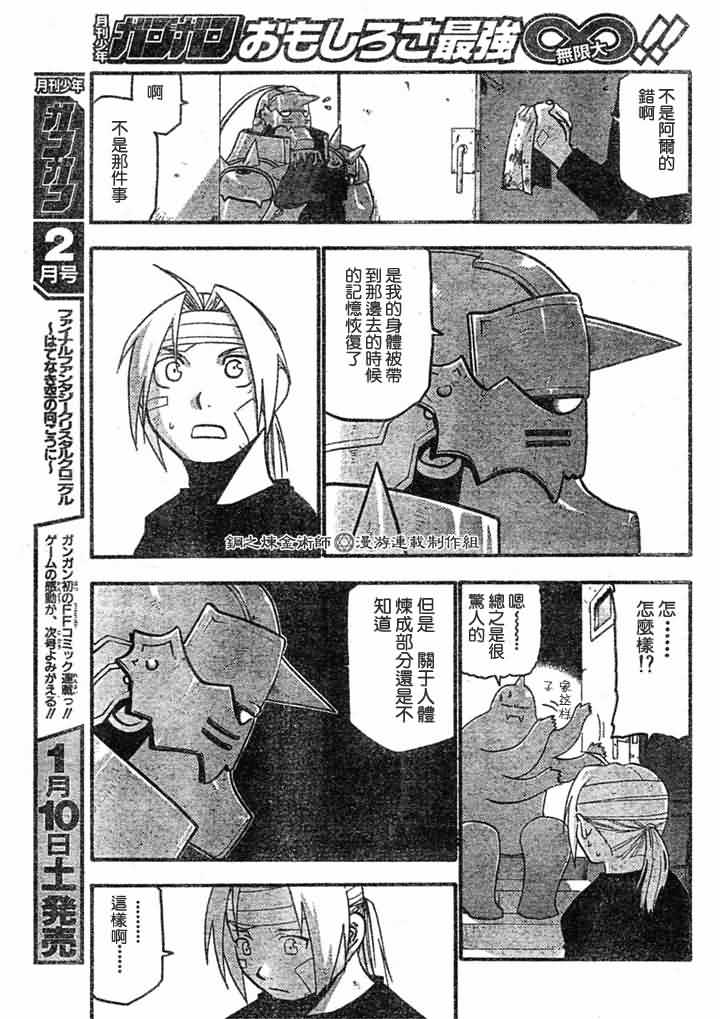 月刊少年
ガンガン
おもしろさ最強
∞
無限大
!!
月刊少年
ガンガン
2
月号
ファイナルファンタジークリスタルクロニクル
〜はてなき空の向こうに〜
ガンガン初のFFコミック連載っ!!
ゲームの感動が、次号よみがえる!!
1月10日土発売
不是阿爾的
錯啊
啊
不是那件事
是我的身體被帶
到那邊去的時候
的記憶恢復了
鋼之煉金術師 漫游連載制作組
怎……
怎麼樣!?
嗯……
總之是很
驚人的
象这样
子
但是 關于人體
煉成部分還是不
知道
………
這樣啊……